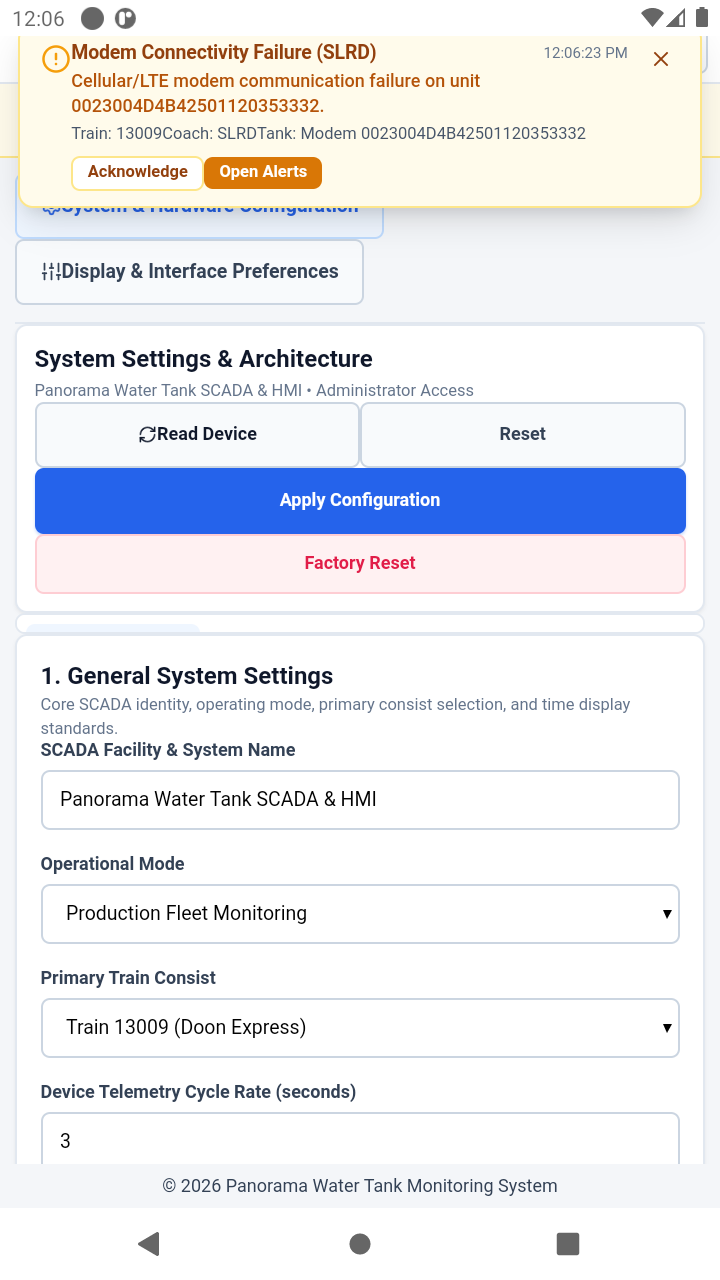 12:06
Modem Connectivity Failure (SLRD)
12:06:23 PM
Cellular/LTE modem communication failure on unit
0023004D4B42501120353332.
Train: 13009Coach: SLRDTank: Modem 0023004D4B42501120353332
Acknowledge
Open Alerts
System & Hardware Configuration
Display & Interface Preferences
System Settings & Architecture
Panorama Water Tank SCADA & HMI • Administrator Access
Read Device
Reset
Apply Configuration
Factory Reset
1. General System Settings
Core SCADA identity, operating mode, primary consist selection, and time display
standards.
SCADA Facility & System Name
Panorama Water Tank SCADA & HMI
Operational Mode
Production Fleet Monitoring
Primary Train Consist
Train 13009 (Doon Express)
Device Telemetry Cycle Rate (seconds)
3
© 2026 Panorama Water Tank Monitoring System